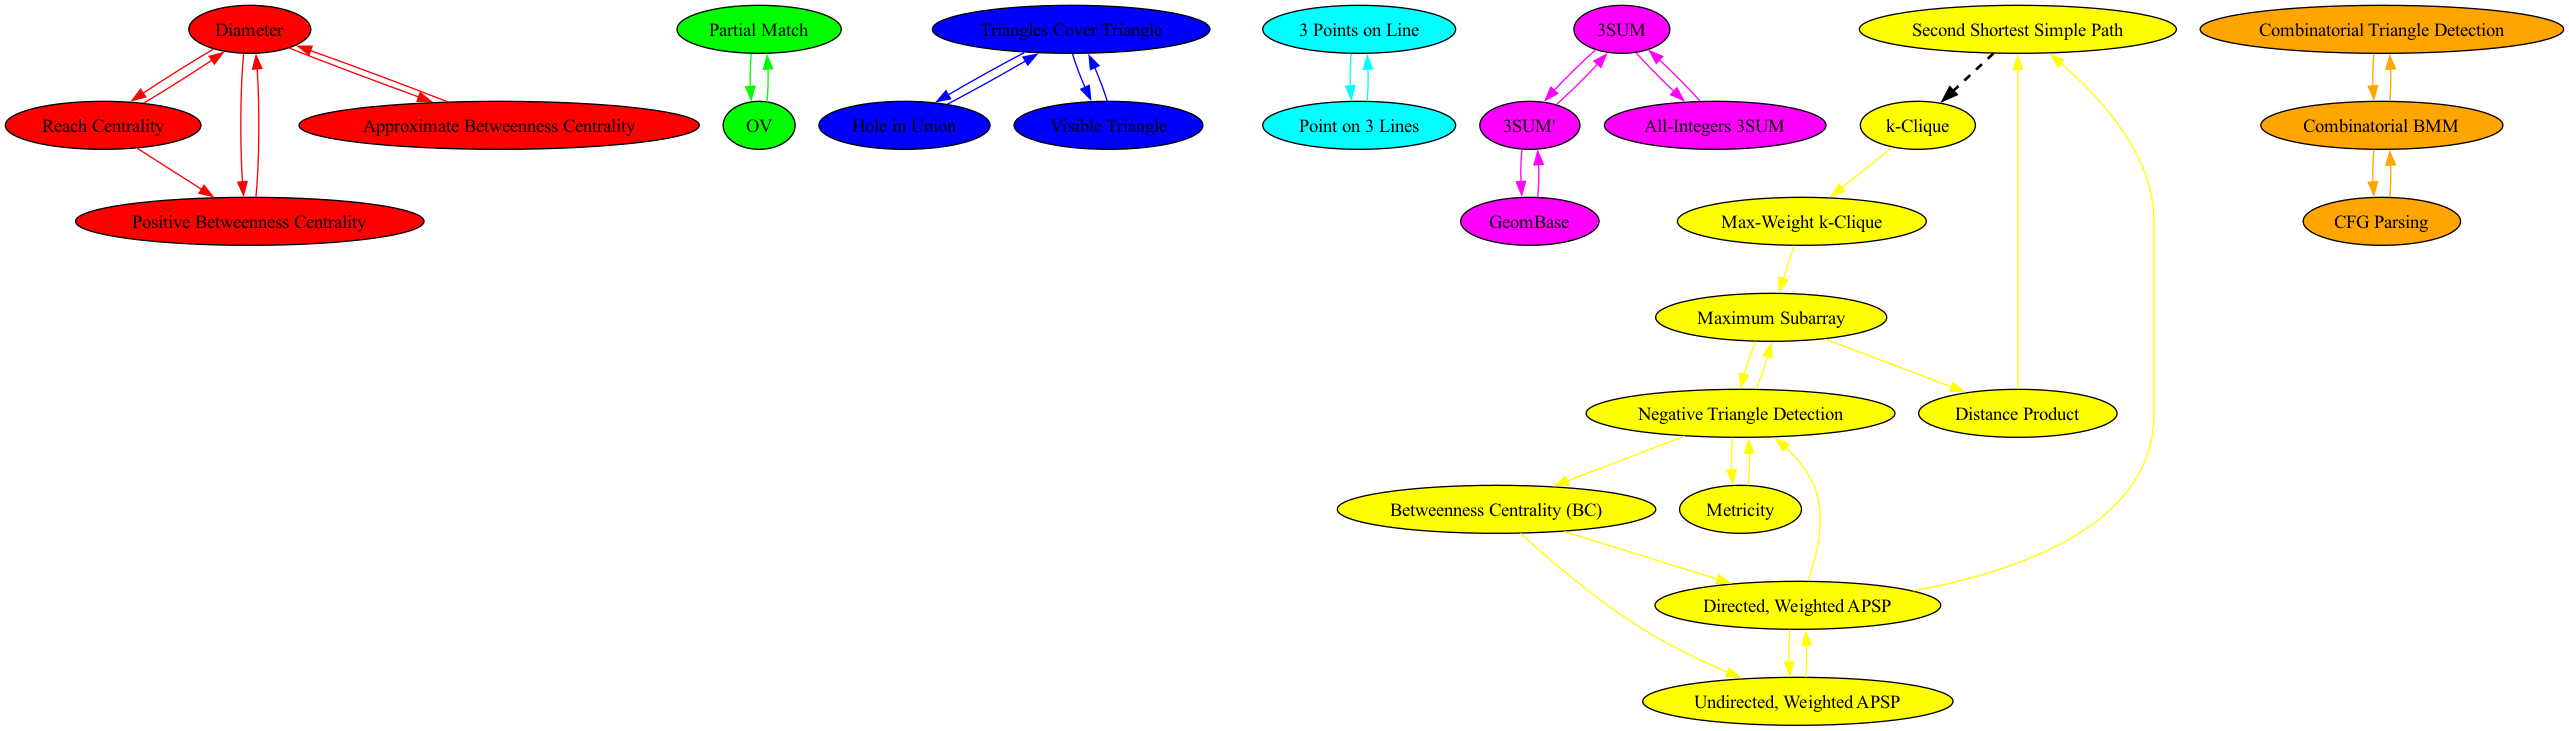 Diameter
Partial Match
Triangles Cover Triangle
3 Points on Line
3SUM
Second Shortest Simple Path
Combinatorial Triangle Detection
Reach Centrality
Approximate Betweenness Centrality
OV
Hole in Union
Visible Triangle
Point on 3 Lines
3SUM'
All-Integers 3SUM
k-Clique
Combinatorial BMM
Positive Betweenness Centrality
GeomBase
Max-Weight k-Clique
CFG Parsing
Maximum Subarray
Negative Triangle Detection
Distance Product
Betweenness Centrality (BC)
Metricity
Directed, Weighted APSP
Undirected, Weighted APSP